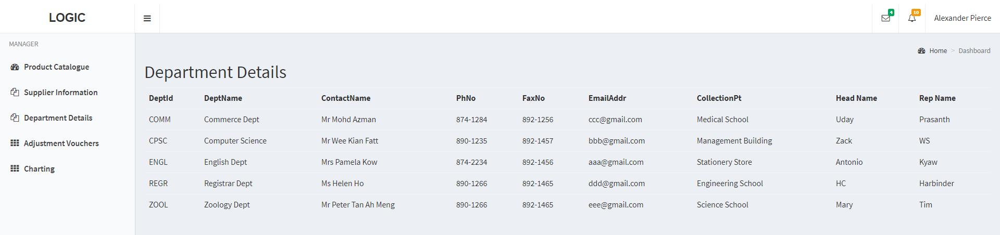 LOGIC
4
10
Alexander Pierce
MANAGER
Home > Dashboard
Product Catalogue
Supplier Information
Department Details
Adjustment Vouchers
Charting
Department Details
DeptId DeptName ContactName PhNo FaxNo EmailAddr CollectionPt Head Name Rep Name
COMM Commerce Dept Mr Mohd Azman 874-1284 892-1256 ccc@gmail.com Medical School Uday Prasanth
CPSC Computer Science Mr Wee Kian Fatt 890-1235 892-1457 bbb@gmail.com Management Building Zack WS
ENGL English Dept Mrs Pamela Kow 874-2234 892-1456 aaa@gmail.com Stationery Store Antonio Kyaw
REGR Registrar Dept Ms Helen Ho 890-1266 892-1465 ddd@gmail.com Engineering School HC Harbinder
ZOOL Zoology Dept Mr Peter Tan Ah Meng 890-1266 892-1465 eee@gmail.com Science School Mary Tim